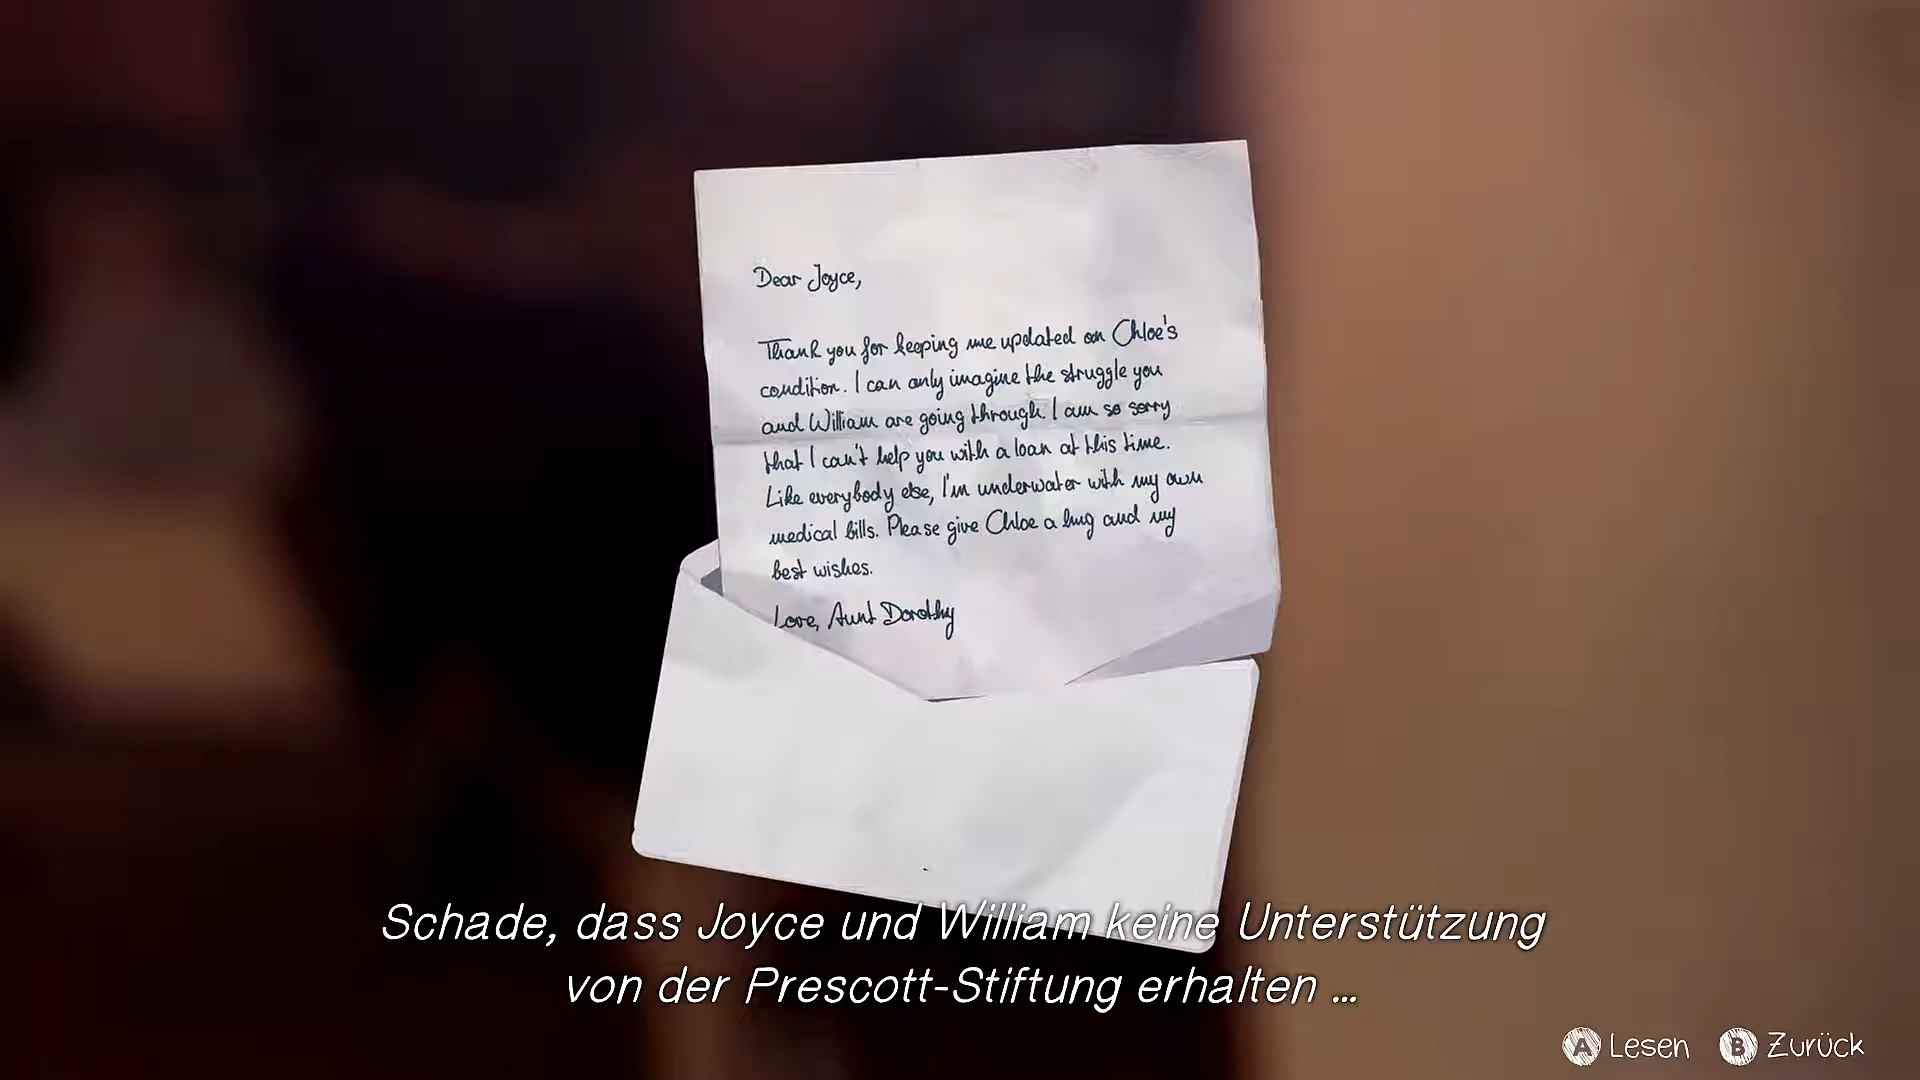 Dear Joyce,
Thank you for keeping me updated on Chloe's
condition. I can only imagine the struggle you
and William are going through. I am so sorry
that I can't help you with a loan at this time.
Like everybody else, I'm underwater with my own
medical bills. Please give Chloe a hug and my
best wishes.
Love, Aunt Dorothy
Schade, dass Joyce und William keine Unterstützung
von der Prescott-Stiftung erhalten ...
A Lesen B Zurück